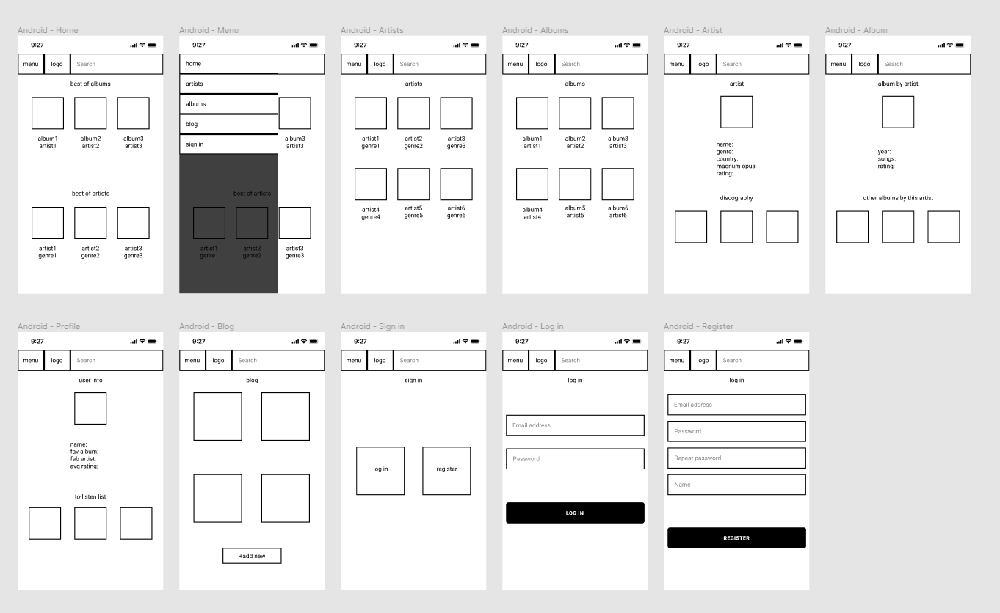 Android - Home
9:27
menu logo Search
best of albums
album1 album2 album3
artist1 artist2 artist3
best of artists
artist1 artist2 artist3
genre1 genre2 genre3
Android - Menu
9:27
home
artists
albums
blog
sign in
album3
artist3
best of artists
artist1 artist2 artist3
genre1 genre2 genre3
Android - Artists
9:27
menu logo Search
artists
artist1 artist2 artist3
genre1 genre2 genre3
artist4 artist5 artist6
genre4 genre5 genre6
Android - Albums
9:27
menu logo Search
albums
album1 album2 album3
artist1 artist2 artist3
album4 album5 album6
artist4 artist5 artist6
Android - Artist
9:27
menu logo Search
artist
name:
genre:
country:
magnum opus:
rating:
discography
Android - Album
9:27
menu logo Search
album by artist
year:
songs:
rating:
other albums by this artist
Android - Profile
9:27
menu logo Search
user info
name:
fav album:
fab artist:
avg rating:
to-listen list
Android - Blog
9:27
menu logo Search
blog
+add new
Android - Sign in
9:27
menu logo Search
sign in
log in register
Android - Log in
9:27
menu logo Search
log in
Email address
Password
LOG IN
Android - Register
9:27
menu logo Search
log in
Email address
Password
Repeat password
Name
REGISTER